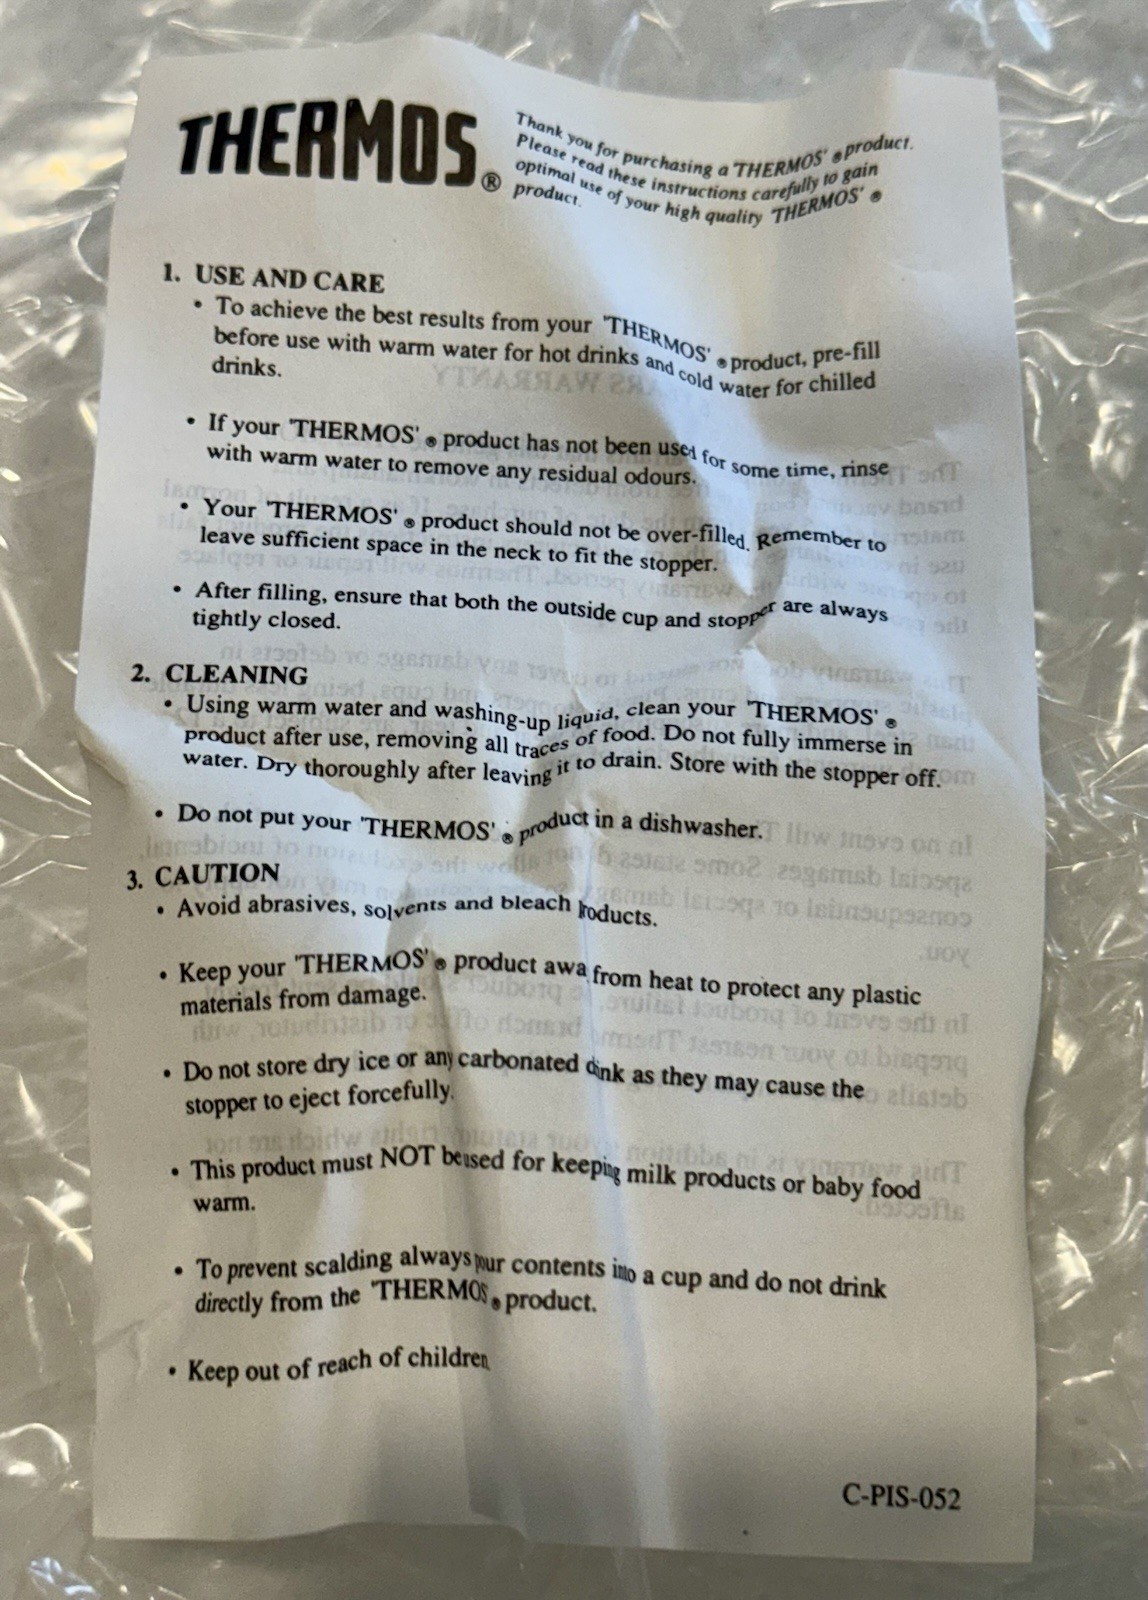 THERMOS®
Thank you for purchasing a 'THERMOS' ® product.
Please read these instructions carefully to gain
optimal use of your high quality 'THERMOS' ®
product.
1. USE AND CARE
• To achieve the best results from your 'THERMOS' ® product, pre-fill
before use with warm water for hot drinks and cold water for chilled
drinks.
• If your 'THERMOS' ® product has not been used for some time, rinse
with warm water to remove any residual odours.
• Your 'THERMOS' ® product should not be over-filled. Remember to
leave sufficient space in the neck to fit the stopper.
• After filling, ensure that both the outside cup and stopper are always
tightly closed.
2. CLEANING
• Using warm water and washing-up liquid, clean your 'THERMOS' ®
product after use, removing all traces of food. Do not fully immerse in
water. Dry thoroughly after leaving it to drain. Store with the stopper off.
• Do not put your 'THERMOS' ® product in a dishwasher.
3. CAUTION
• Avoid abrasives, solvents and bleach products.
• Keep your 'THERMOS' ® product away from heat to protect any plastic
materials from damage.
• Do not store dry ice or any carbonated drink as they may cause the
stopper to eject forcefully.
• This product must NOT be used for keeping milk products or baby food
warm.
• To prevent scalding always pour contents into a cup and do not drink
directly from the 'THERMOS' ® product.
• Keep out of reach of children
C-PIS-052